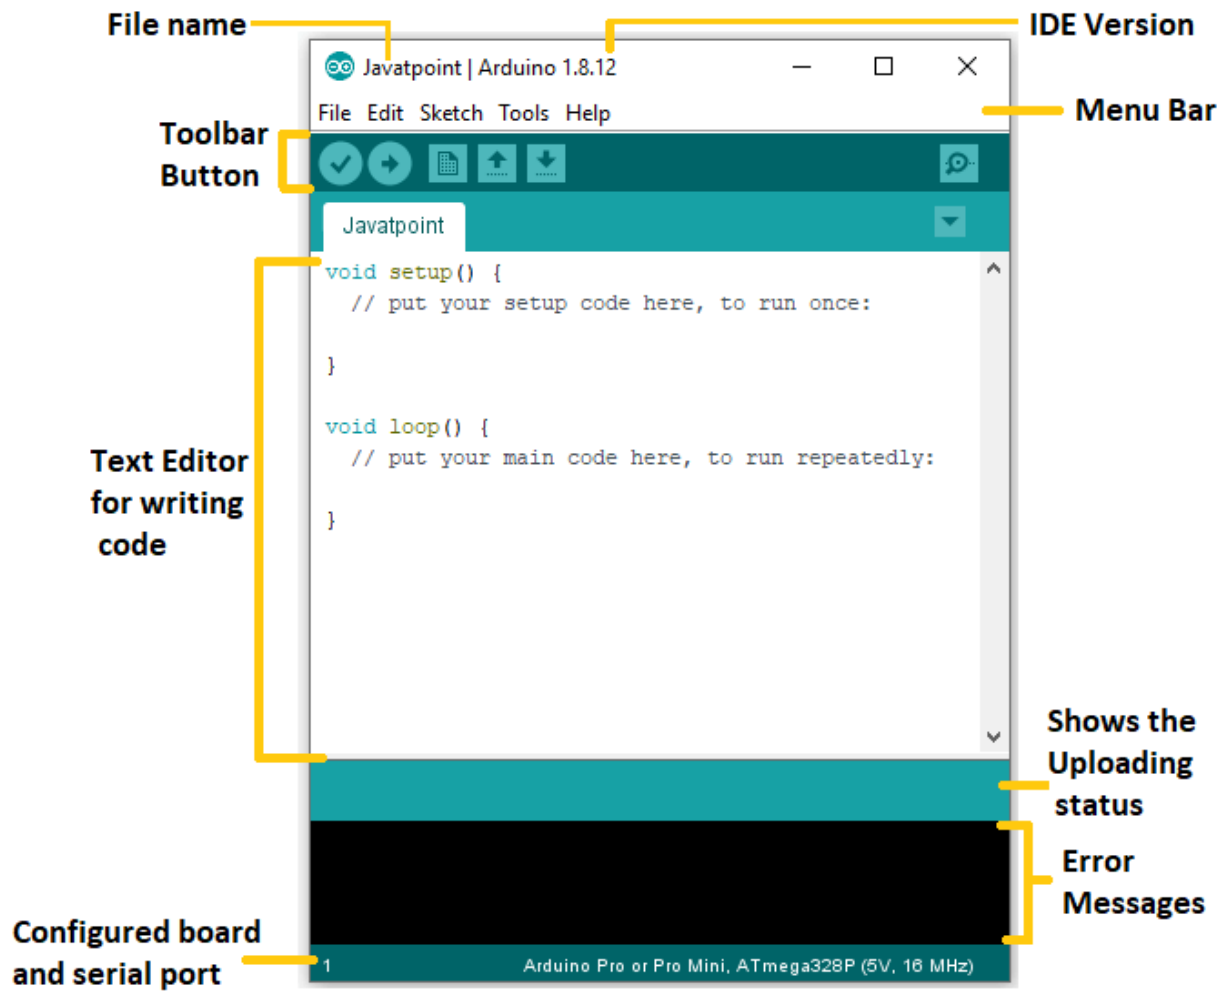 File name
IDE Version
Javatpoint | Arduino 1.8.12
File Edit Sketch Tools Help
Menu Bar
Toolbar
Button
Javatpoint
void setup() {
// put your setup code here, to run once:
}
void loop() {
// put your main code here, to run repeatedly:
}
Text Editor
for writing
code
Shows the
Uploading
status
Error
Messages
Configured board
and serial port
1
Arduino Pro or Pro Mini, ATmega328P (5V, 16 MHz)